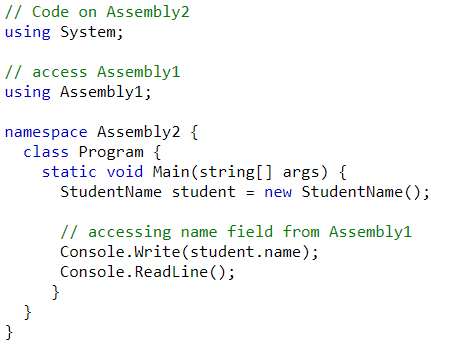 // Code on Assembly2
using System;

// access Assembly1
using Assembly1;

namespace Assembly2 {
  class Program {
    static void Main(string[] args) {
      StudentName student = new StudentName();

      // accessing name field from Assembly1
      Console.Write(student.name);
      Console.ReadLine();
     }
  }
}